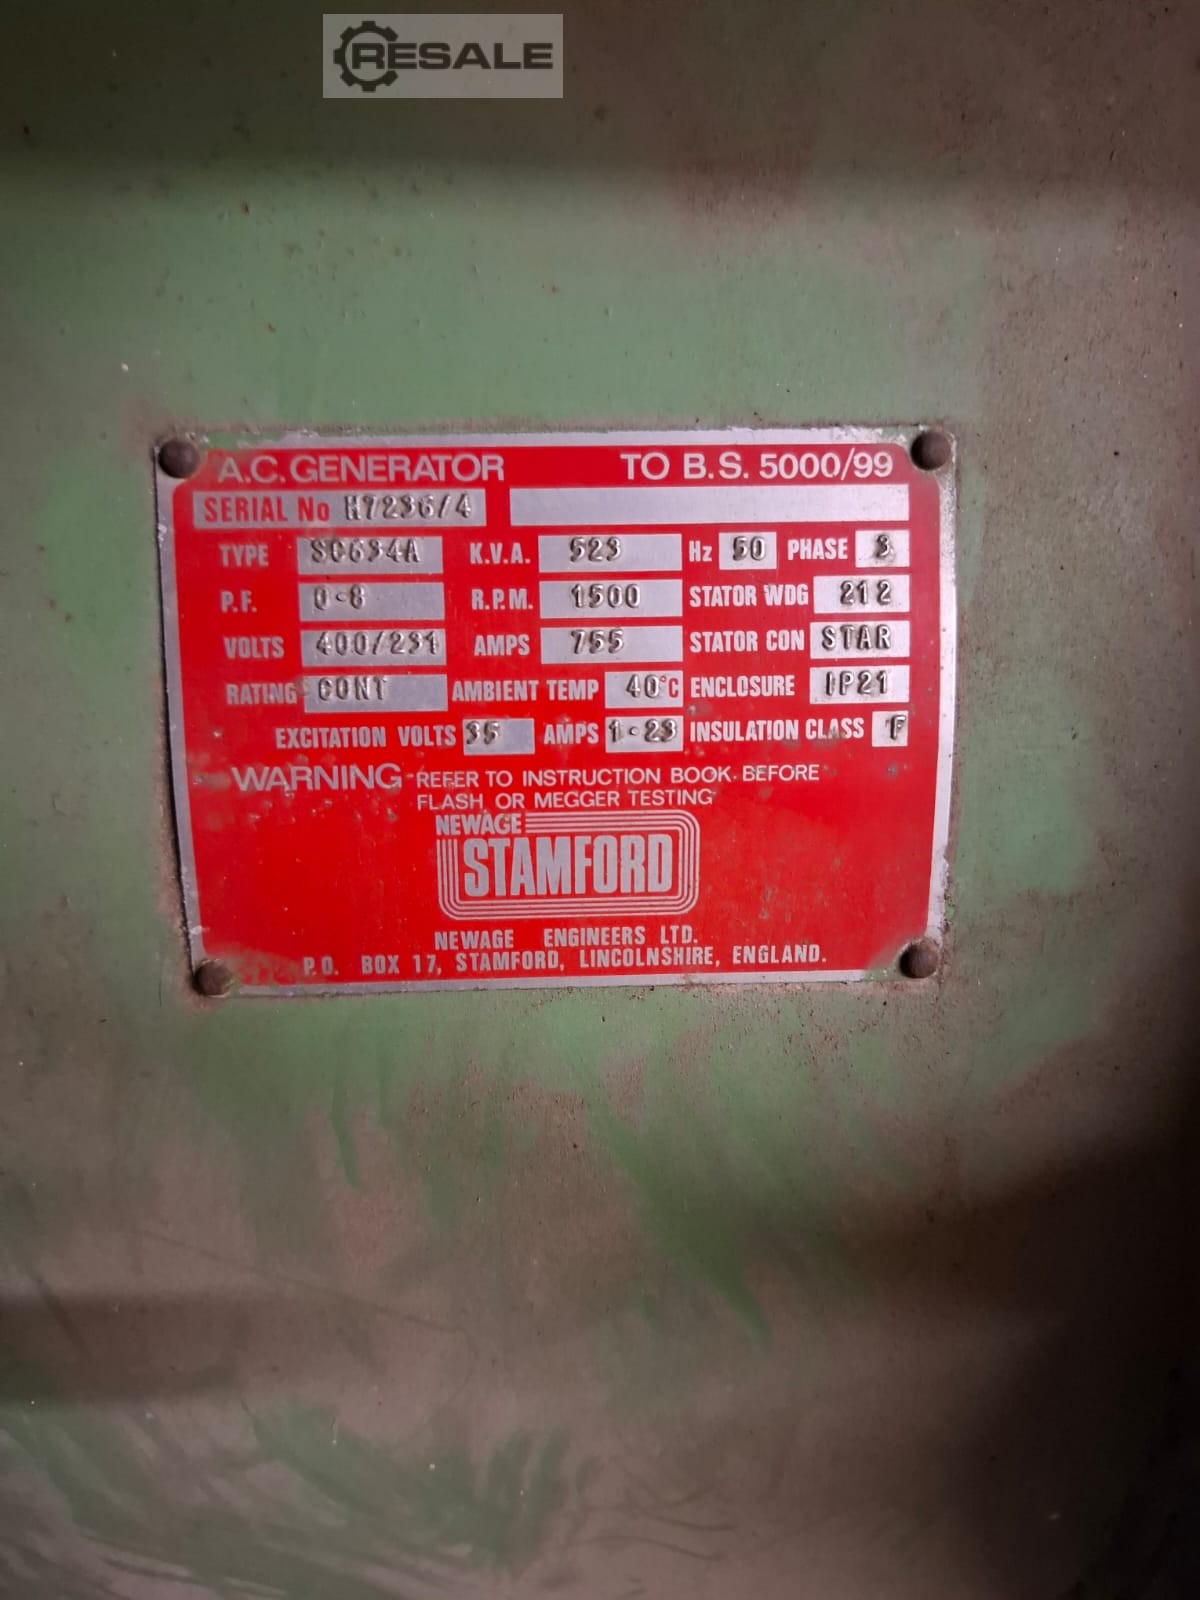 RESALE
A.C. GENERATOR TO B.S. 5000/99
SERIAL No H7236/4
TYPE SC634A K.V.A. 523 Hz 50 PHASE 3
P.F. 0·8 R.P.M. 1500 STATOR WDG 212
VOLTS 400/231 AMPS 755 STATOR CON STAR
RATING CONT AMBIENT TEMP 40°C ENCLOSURE IP21
EXCITATION VOLTS 35 AMPS 1·23 INSULATION CLASS F
WARNING REFER TO INSTRUCTION BOOK BEFORE
FLASH OR MEGGER TESTING
NEWAGE
STAMFORD
NEWAGE ENGINEERS LTD.
P.O. BOX 17, STAMFORD, LINCOLNSHIRE, ENGLAND.